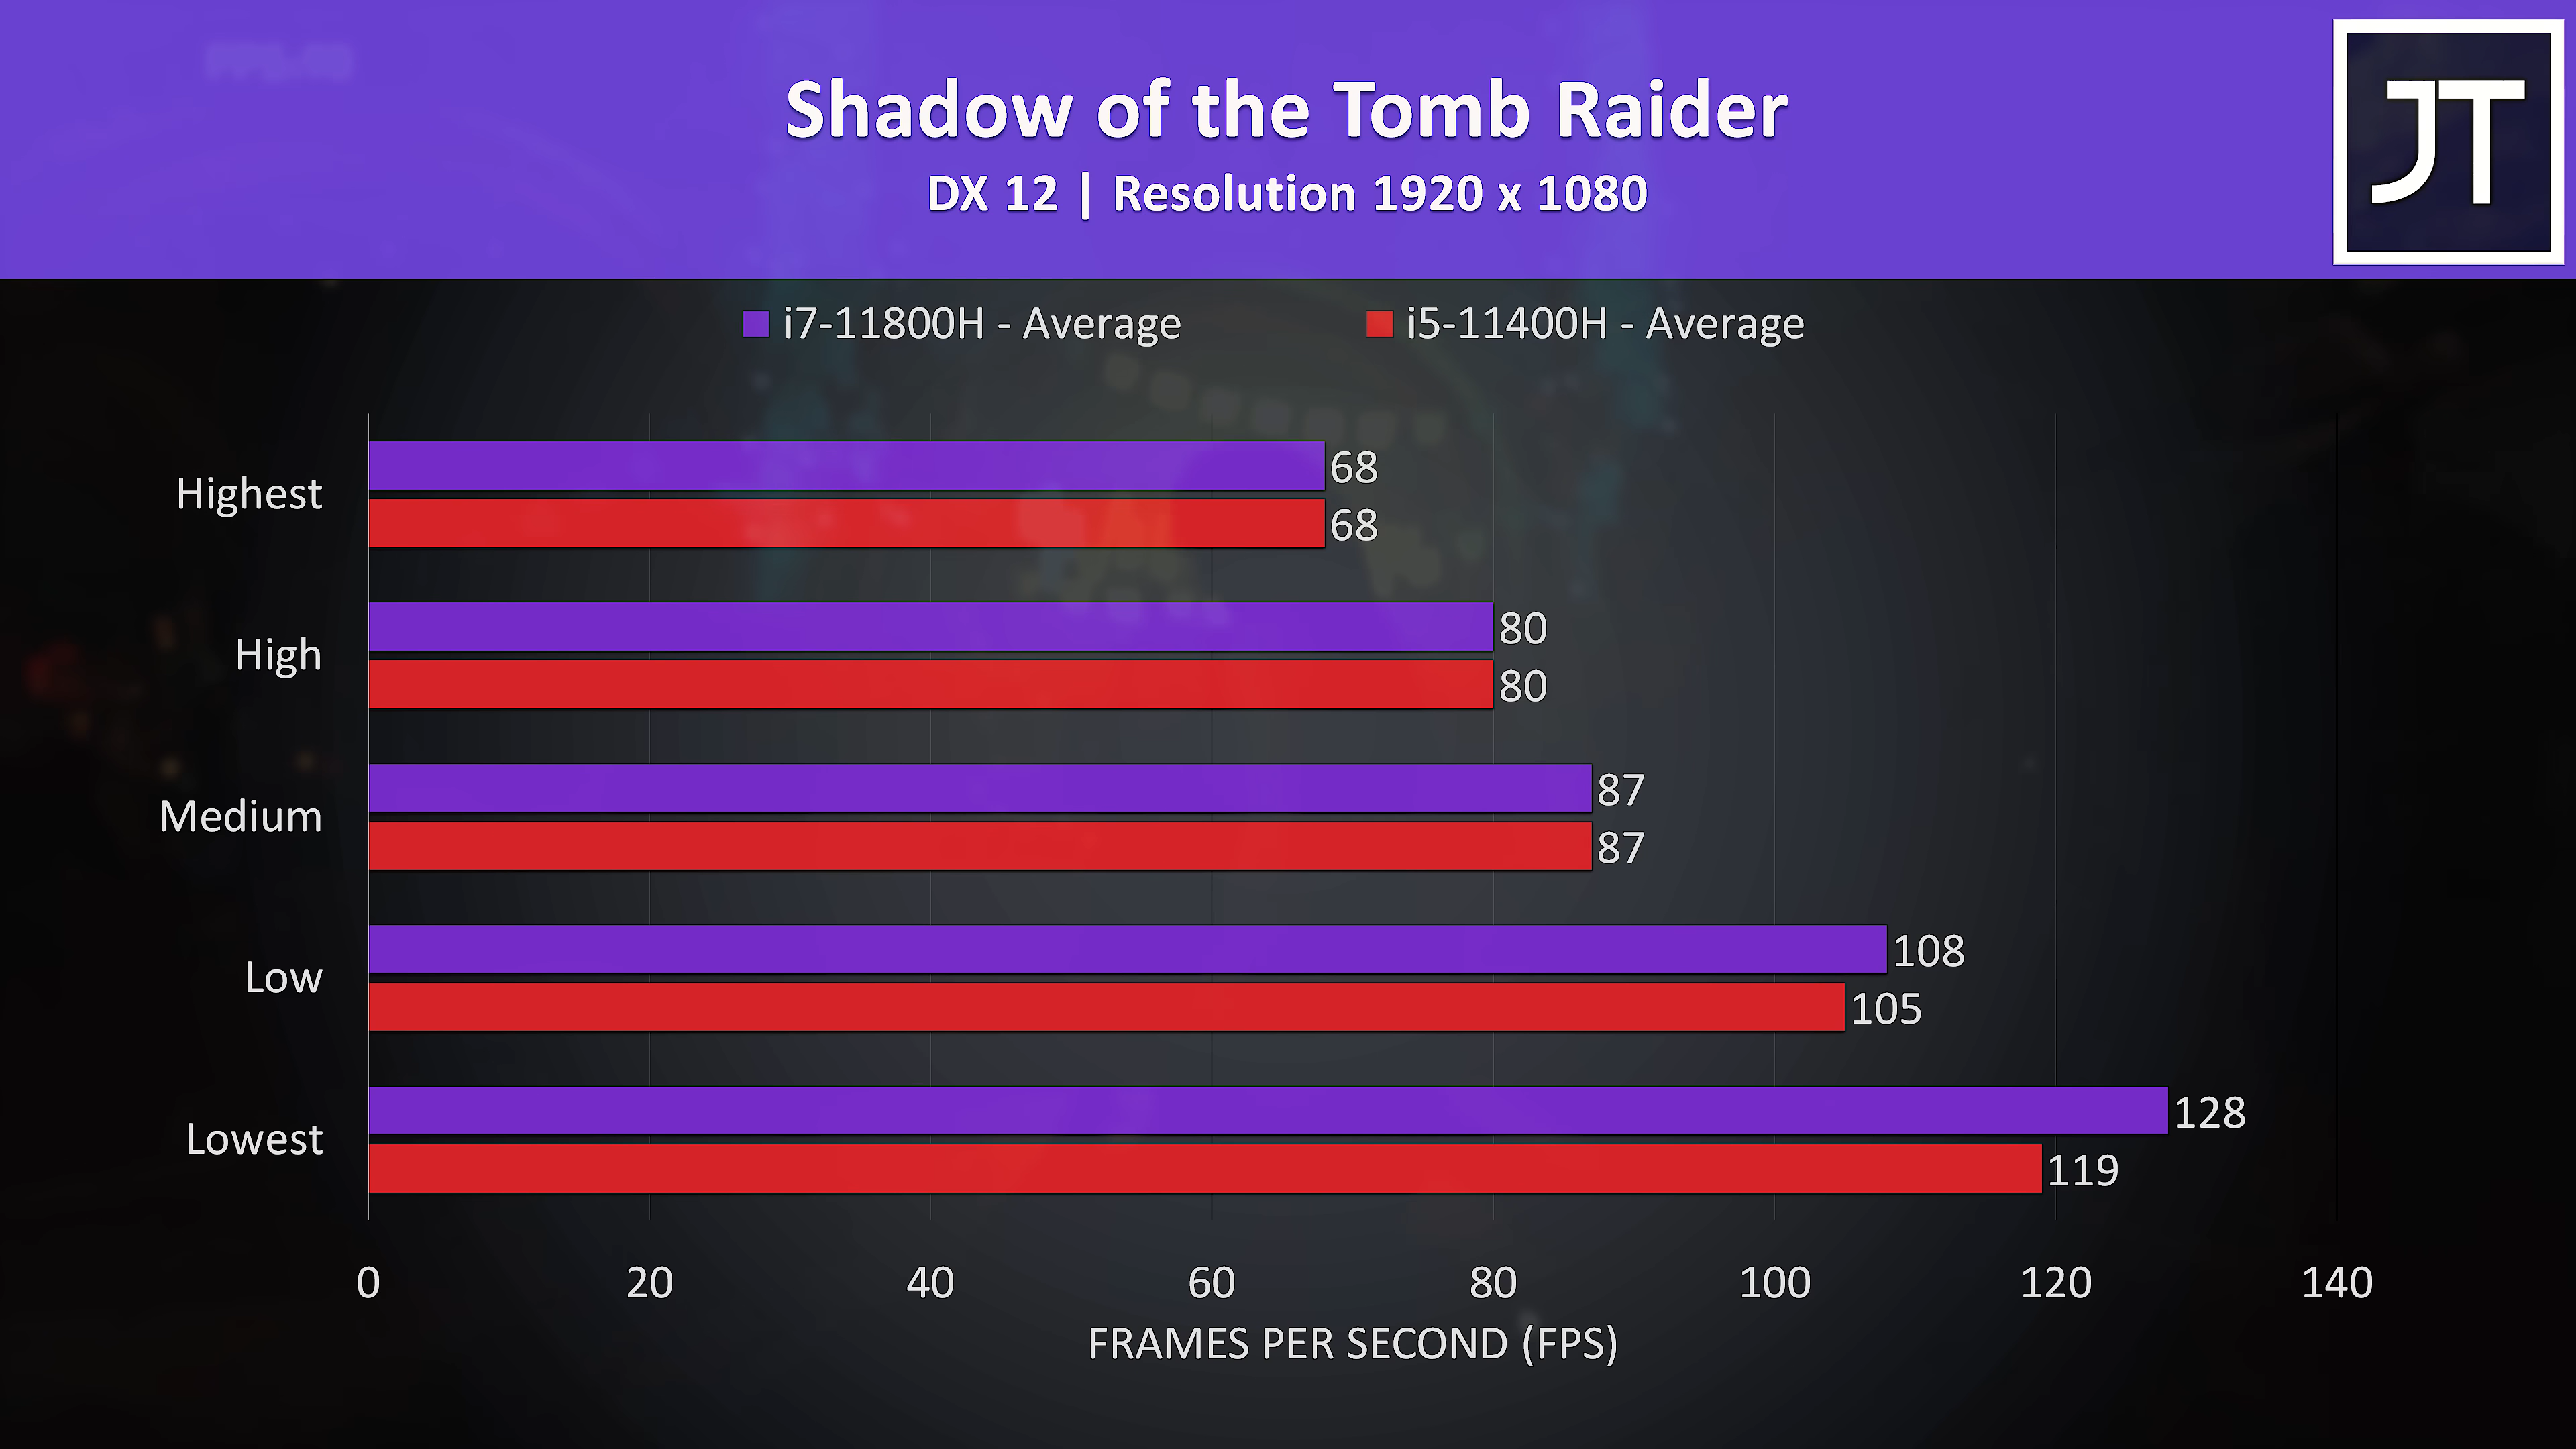 Shadow of the Tomb Raider
DX 12 | Resolution 1920 x 1080
JT
i7-11800H - Average
i5-11400H - Average
Highest
68
68
High
80
80
Medium
87
87
Low
108
105
Lowest
128
119
0 20 40 60 80 100 120 140
FRAMES PER SECOND (FPS)